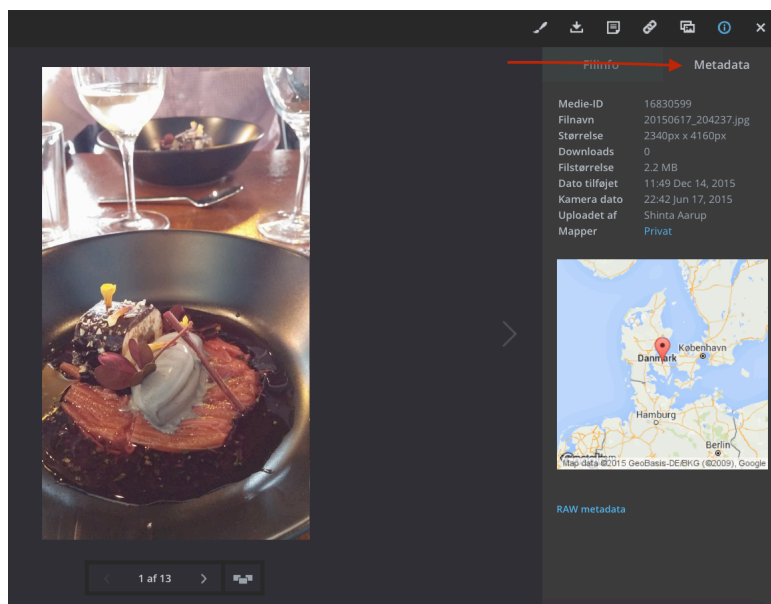 Filinfo
Metadata
Medie-ID 16830599
Filnavn 20150617_204237.jpg
Størrelse 2340px x 4160px
Downloads 0
Filstørrelse 2.2 MB
Dato tilføjet 11:49 Dec 14, 2015
Kamera dato 22:42 Jun 17, 2015
Uploadet af Shinta Aarup
Mapper Privat
København
Danmark
Hamburg
Berlin
Map data ©2015 GeoBasis-DE/BKG (©2009), Google
RAW metadata
1 af 13